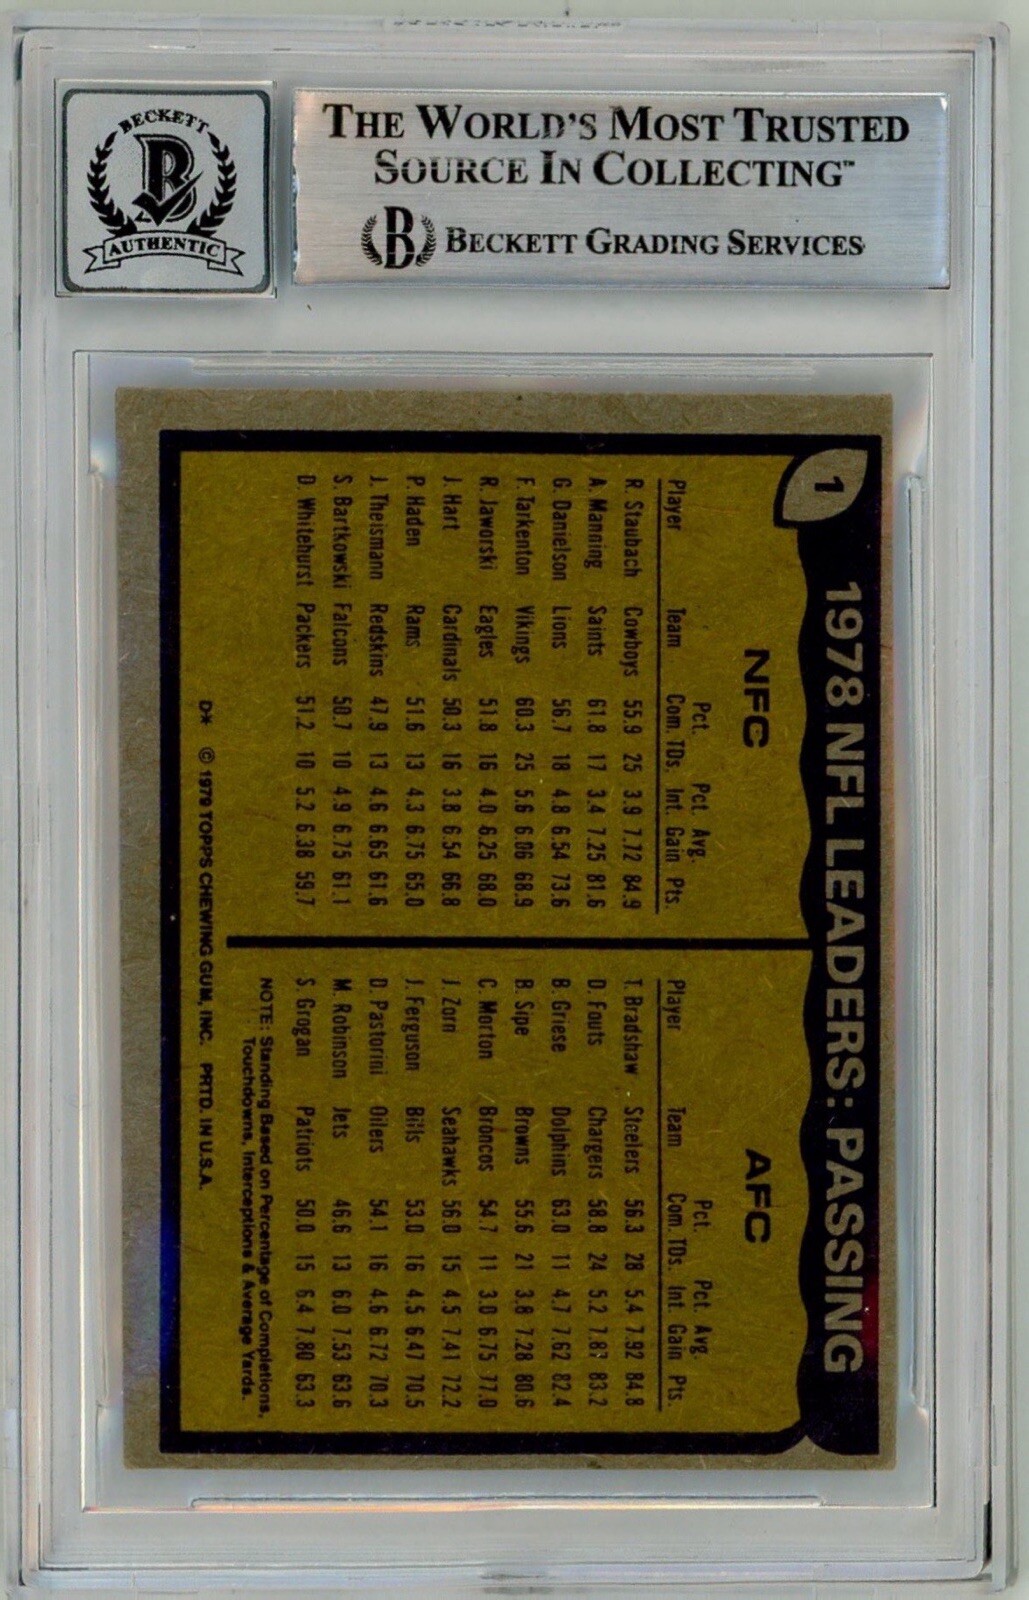 BECKETT
B
AUTHENTIC
THE WORLD'S MOST TRUSTED
SOURCE IN COLLECTING™
B BECKETT GRADING SERVICES
1
1978 NFL LEADERS: PASSING
NFC
Pct. Pct. Avg.
Player Team Com. TDs. Int. Gain Pts.
R. Staubach Cowboys 55.9 25 3.9 7.72 84.9
A. Manning Saints 61.8 17 3.4 7.25 81.6
G. Danielson Lions 56.7 18 4.8 6.54 73.6
F. Tarkenton Vikings 60.3 25 5.6 6.06 68.9
R. Jaworski Eagles 51.8 16 4.0 6.25 68.0
J. Hart Cardinals 50.3 16 3.8 6.54 66.8
P. Haden Rams 51.6 13 4.3 6.75 65.0
J. Theismann Redskins 47.9 13 4.6 6.65 61.6
S. Bartkowski Falcons 50.7 10 4.9 6.75 61.1
D. Whitehurst Packers 51.2 10 5.2 6.38 59.7
AFC
Pct. Pct. Avg.
Player Team Com. TDs. Int. Gain Pts.
T. Bradshaw Steelers 56.3 28 5.4 7.92 84.8
D. Fouts Chargers 58.8 24 5.2 7.87 83.2
B. Griese Dolphins 63.0 11 4.7 7.62 82.4
B. Sipe Browns 55.6 21 3.8 7.28 80.6
C. Morton Broncos 54.7 11 3.0 6.75 77.0
J. Zorn Seahawks 56.0 15 4.5 7.41 72.2
J. Ferguson Bills 53.0 16 4.5 6.47 70.5
D. Pastorini Oilers 54.1 16 4.6 6.72 70.3
M. Robinson Jets 46.6 13 6.0 7.53 63.6
S. Grogan Patriots 50.0 15 6.4 7.80 63.3
NOTE: Standing Based on Percentage of Completions,
Touchdowns, Interceptions & Average Yards.
D* © 1979 TOPPS CHEWING GUM, INC. PRTD. IN U.S.A.